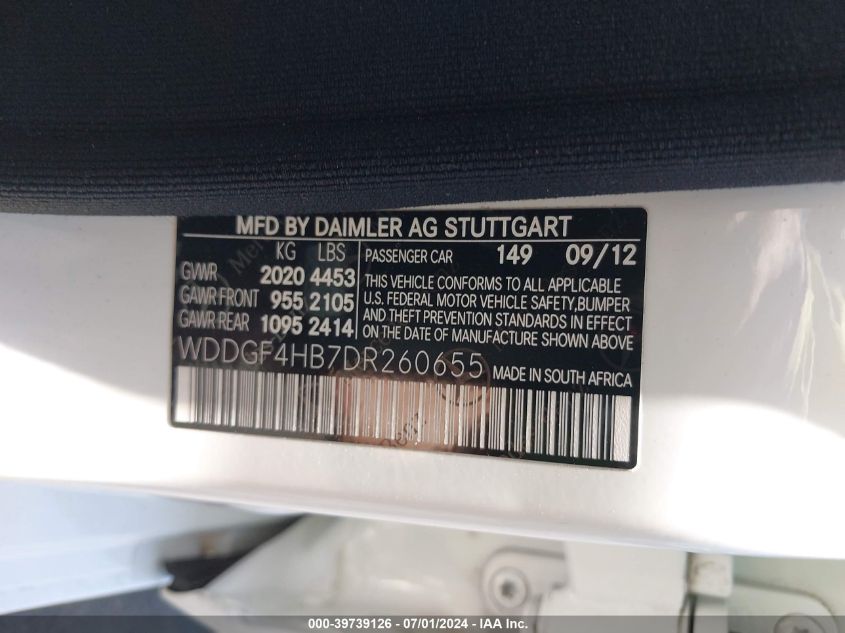 MFD BY DAIMLER AG STUTTGART
KG LBS
GVWR 2020 4453
GAWR FRONT 955 2105
GAWR REAR 1095 2414
PASSENGER CAR 149 09/12
THIS VEHICLE CONFORMS TO ALL APPLICABLE
U.S. FEDERAL MOTOR VEHICLE SAFETY,BUMPER
AND THEFT PREVENTION STANDARDS IN EFFECT
ON THE DATE OF MANUFACTURE SHOWN ABOVE
WDDGF4HB7DR260655 MADE IN SOUTH AFRICA
000-39739126 - 07/01/2024 - IAA Inc.